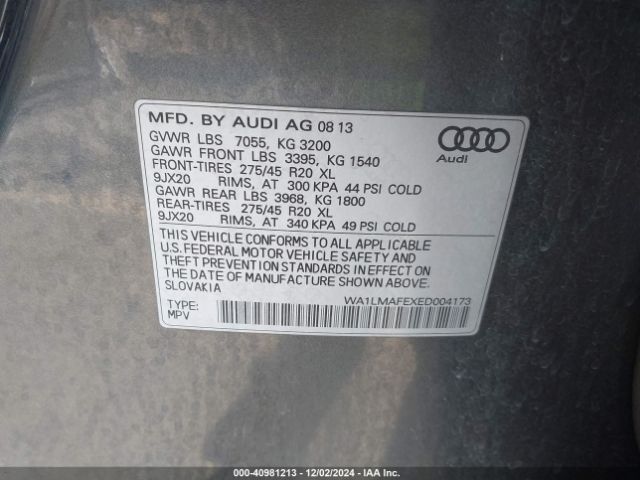 MFD. BY AUDI AG 08 13
GVWR LBS 7055, KG 3200
GAWR FRONT LBS 3395, KG 1540
FRONT-TIRES 275/45 R20 XL
9JX20 RIMS, AT 300 KPA 44 PSI COLD
GAWR REAR LBS 3968, KG 1800
REAR-TIRES 275/45 R20 XL
9JX20 RIMS, AT 340 KPA 49 PSI COLD
Audi
THIS VEHICLE CONFORMS TO ALL APPLICABLE
U.S. FEDERAL MOTOR VEHICLE SAFETY AND
THEFT PREVENTION STANDARDS IN EFFECT ON
THE DATE OF MANUFACTURE SHOWN ABOVE.
SLOVAKIA
WA1LMAFEXED004173
TYPE:
MPV
000-40981213 - 12/02/2024 - IAA Inc.